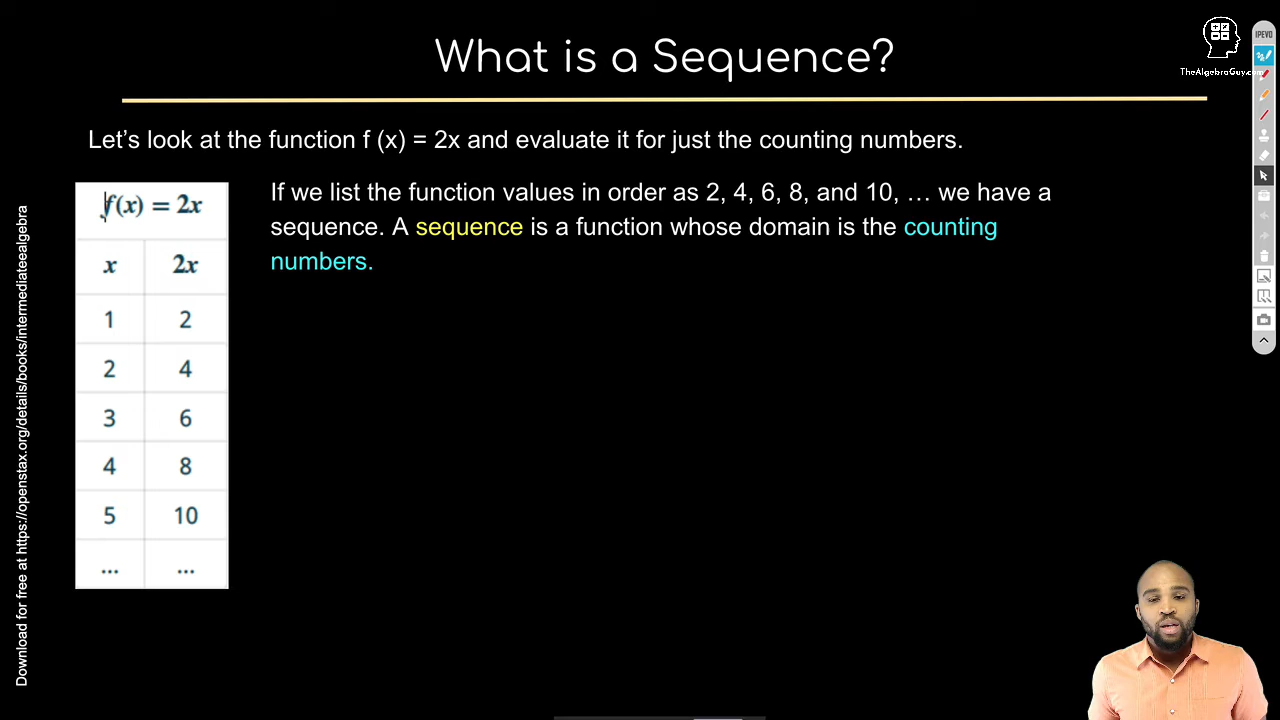 What is a Sequence?
TheAlgebraGuy.com
IPEVO
Let's look at the function f (x) = 2x and evaluate it for just the counting numbers.
If we list the function values in order as 2, 4, 6, 8, and 10, … we have a
sequence. A sequence is a function whose domain is the counting
numbers.
f(x) = 2x
x 2x
1 2
2 4
3 6
4 8
5 10
... ...
Download for free at https://openstax.org/details/books/intermediateealgebra